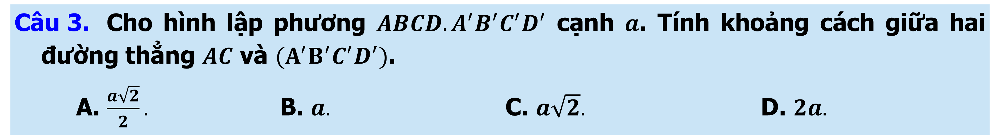 Câu 3. Cho hình lập phương $ABCD.A'B'C'D'$ cạnh $a$. Tính khoảng cách giữa hai
đường thẳng $AC$ và $(A'B'C'D')$.
A. $\frac{a\sqrt{2}}{2}$. B. $a$. C. $a\sqrt{2}$. D. $2a$.